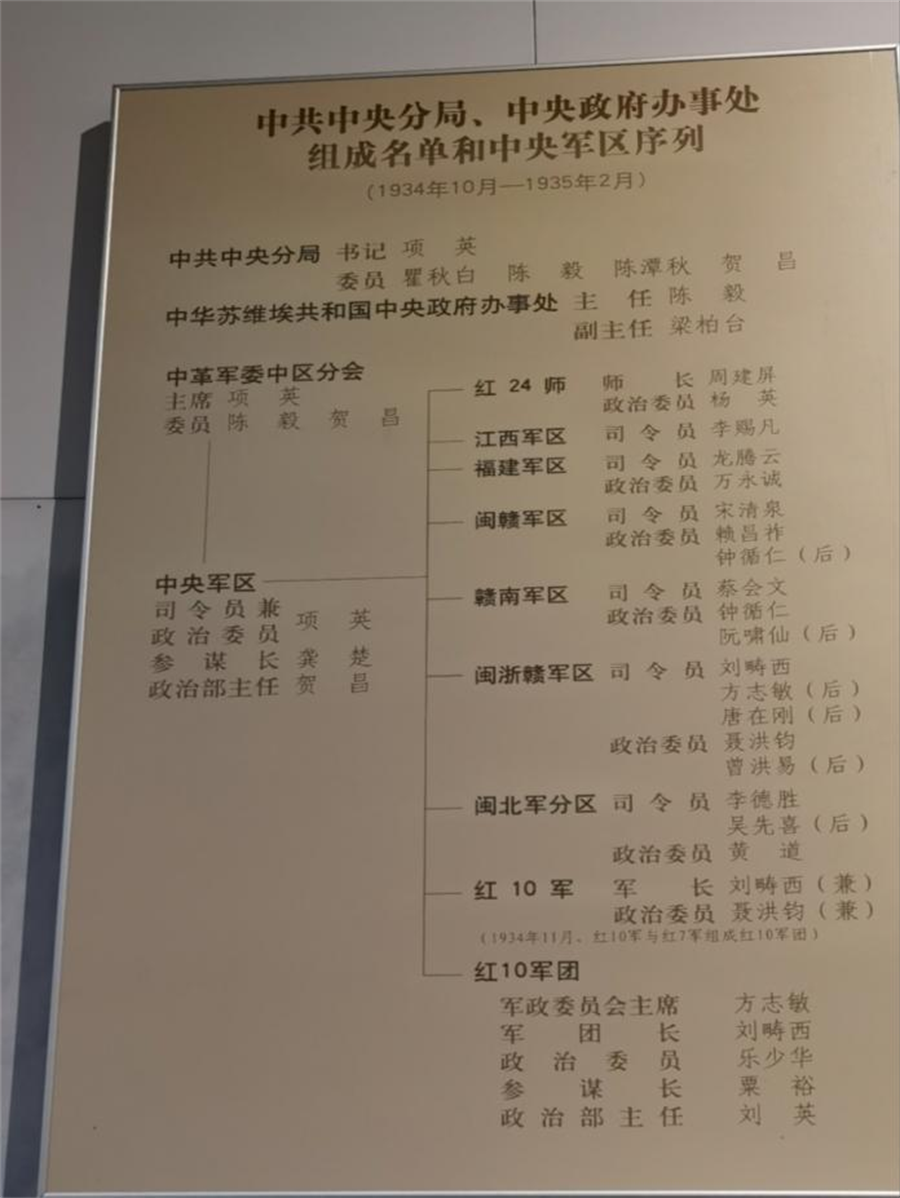 中共中央分局、中央政府办事处
组成名单和中央军区序列
(1934年10月—1935年2月)
中共中央分局 书记 项 英
委员 瞿秋白 陈 毅 陈潭秋 贺 昌
中华苏维埃共和国中央政府办事处 主 任 陈 毅
副主任 梁柏台
中革军委中区分会
主席 项 英
委员 陈 毅 贺 昌
中央军区
司令员兼
政治委员 项 英
参 谋 长 龚 楚
政治部主任 贺 昌
红 24 师 师 长 周建屏
政治委员 杨 英
江西军区 司 令 员 李赐凡
福建军区 司 令 员 龙腾云
政治委员 万永诚
闽赣军区 司 令 员 宋清泉
政治委员 赖昌祚
钟循仁(后)
赣南军区 司 令 员 蔡会文
政治委员 钟循仁
阮啸仙(后)
闽浙赣军区 司 令 员 刘畴西
方志敏(后)
唐在刚(后)
政治委员 聂洪钧
曾洪易(后)
闽北军分区 司 令 员 李德胜
吴先喜(后)
政治委员 黄 道
红 10 军 军 长 刘畴西(兼)
政治委员 聂洪钧(兼)
(1934年11月、红10军与红7军组成红10军团)
红10军团
军政委员会主席 方志敏
军 团 长 刘畴西
政 治 委 员 乐少华
参 谋 长 粟 裕
政 治 部 主 任 刘 英